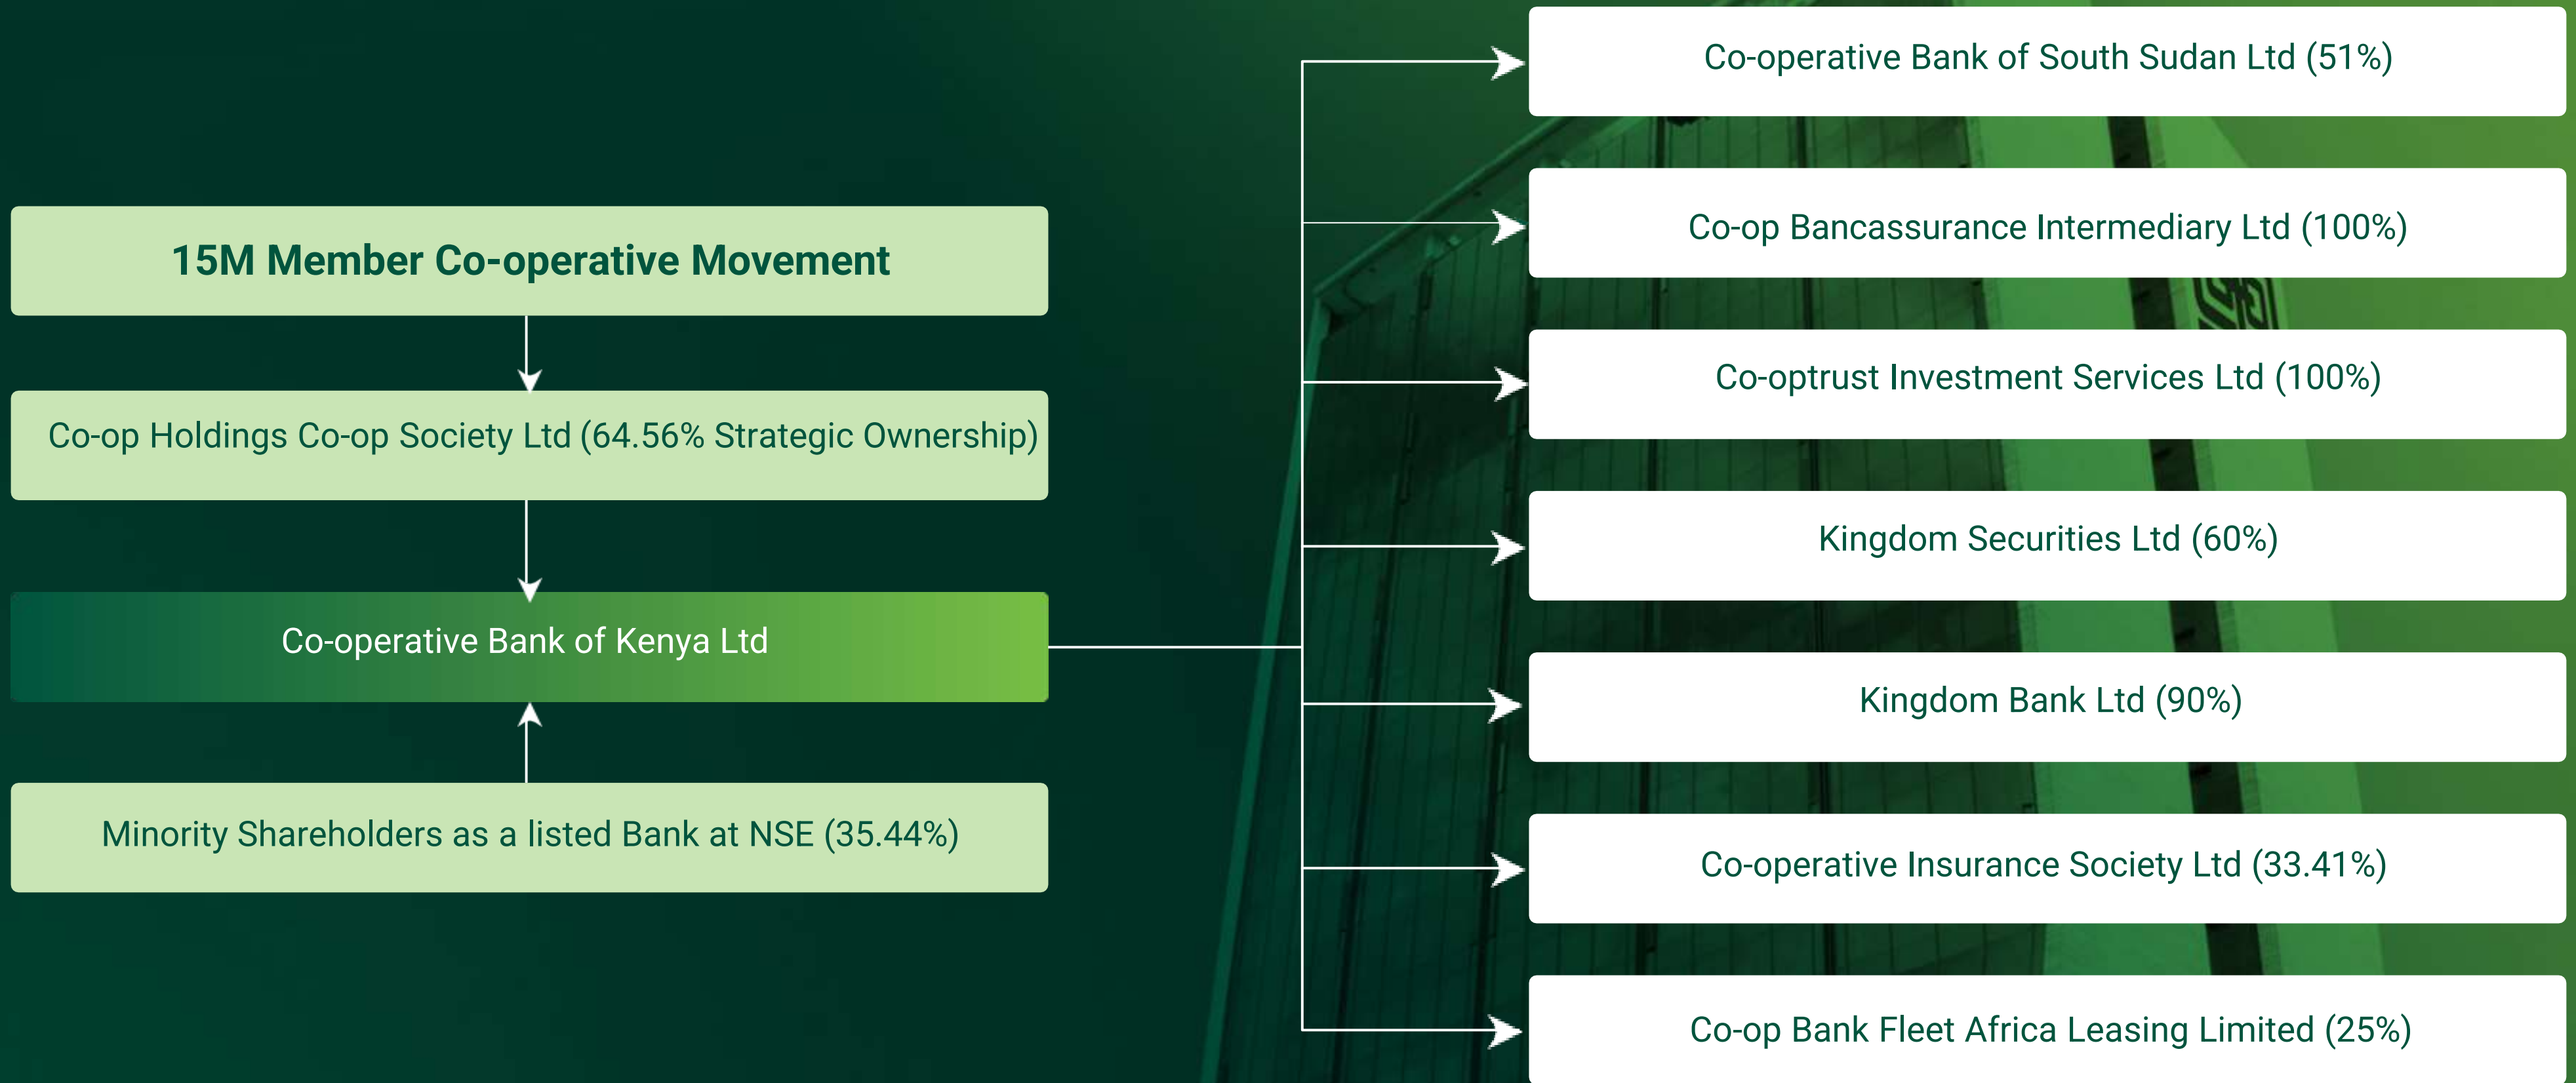 15M Member Co-operative Movement
Co-op Holdings Co-op Society Ltd (64.56% Strategic Ownership)
Co-operative Bank of Kenya Ltd
Minority Shareholders as a listed Bank at NSE (35.44%)
Co-operative Bank of South Sudan Ltd (51%)
Co-op Bancassurance Intermediary Ltd (100%)
Co-optrust Investment Services Ltd (100%)
Kingdom Securities Ltd (60%)
Kingdom Bank Ltd (90%)
Co-operative Insurance Society Ltd (33.41%)
Co-op Bank Fleet Africa Leasing Limited (25%)